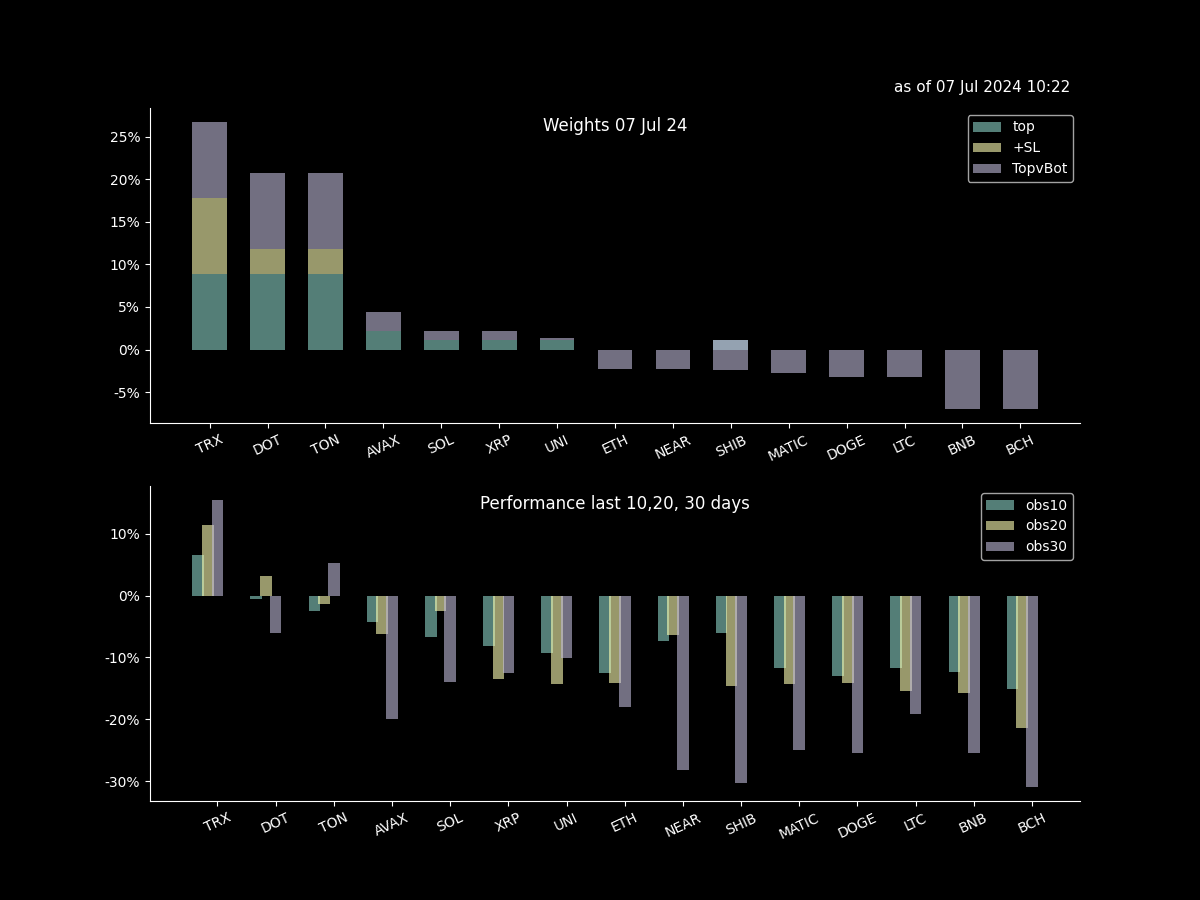 as of 07 Jul 2024 10:22
Weights 07 Jul 24
top
+SL
TopvBot
25%
20%
15%
10%
5%
0%
-5%
TRX DOT TON AVAX SOL XRP UNI ETH NEAR SHIB MATIC DOGE LTC BNB BCH
Performance last 10,20, 30 days
obs10
obs20
obs30
10%
0%
-10%
-20%
-30%
TRX DOT TON AVAX SOL XRP UNI ETH NEAR SHIB MATIC DOGE LTC BNB BCH